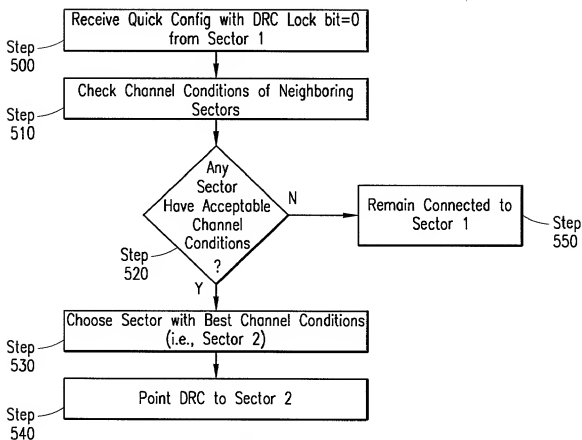 Receive Quick Config with DRC Lock bit=0
from Sector 1
Step
500
Check Channel Conditions of Neighboring
Sectors
Step
510
Any
Sector
Have Acceptable
Channel
Conditions
?
Step
520
N
Remain Connected to
Sector 1
Step
550
Y
Choose Sector with Best Channel Conditions
(i.e., Sector 2)
Step
530
Point DRC to Sector 2
Step
540